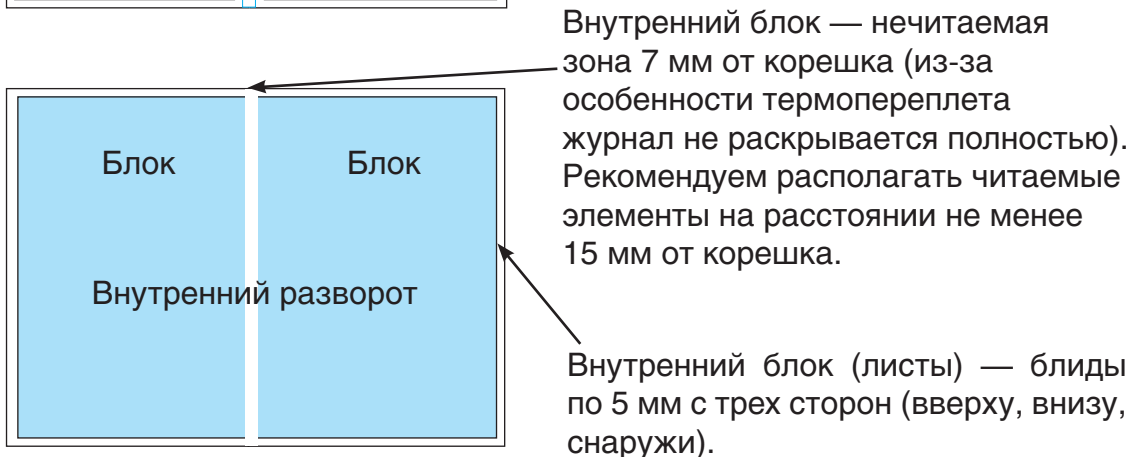 Внутренний блок — нечитаемая
зона 7 мм от корешка (из-за
особенности термопереплета
журнал не раскрывается полностью).
Рекомендуем располагать читаемые
элементы на расстоянии не менее
15 мм от корешка.
Блок Блок
Внутренний разворот
Внутренний блок (листы) — блиды
по 5 мм с трех сторон (вверху, внизу,
снаружи).